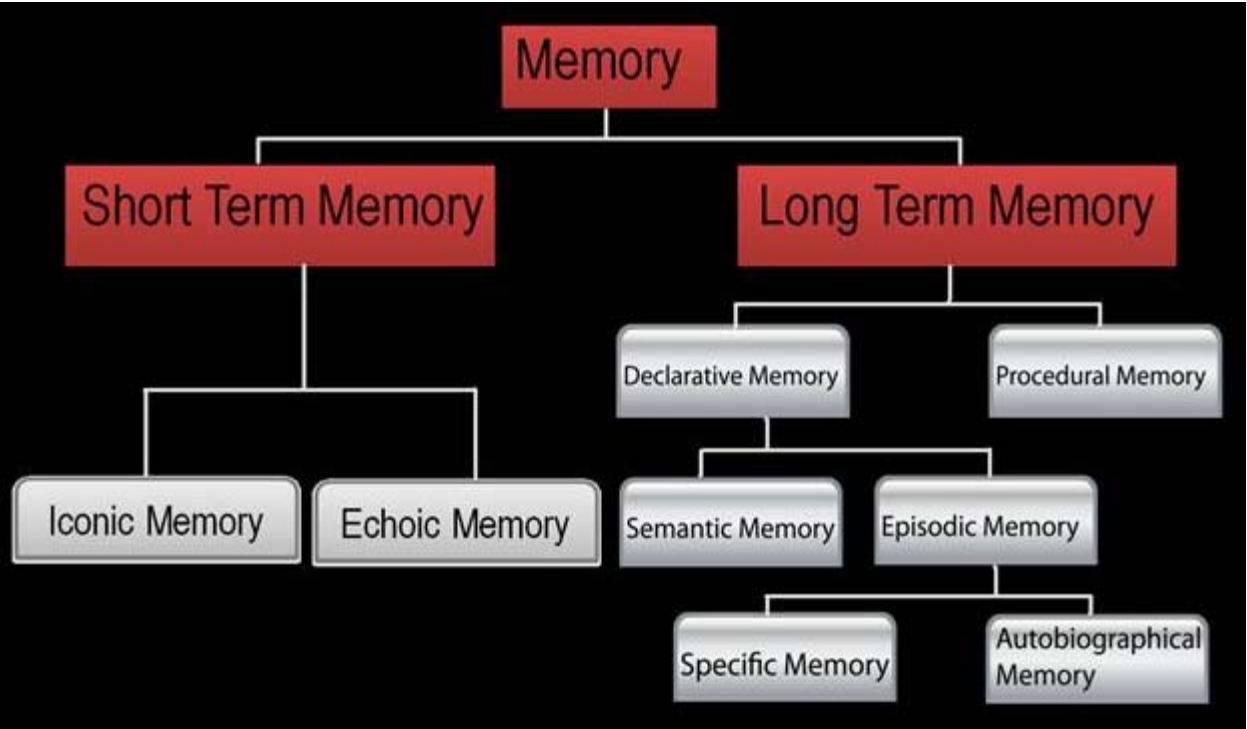 Memory
Short Term Memory
Long Term Memory
Declarative Memory
Procedural Memory
Iconic Memory
Echoic Memory
Semantic Memory
Episodic Memory
Specific Memory
Autobiographical
Memory